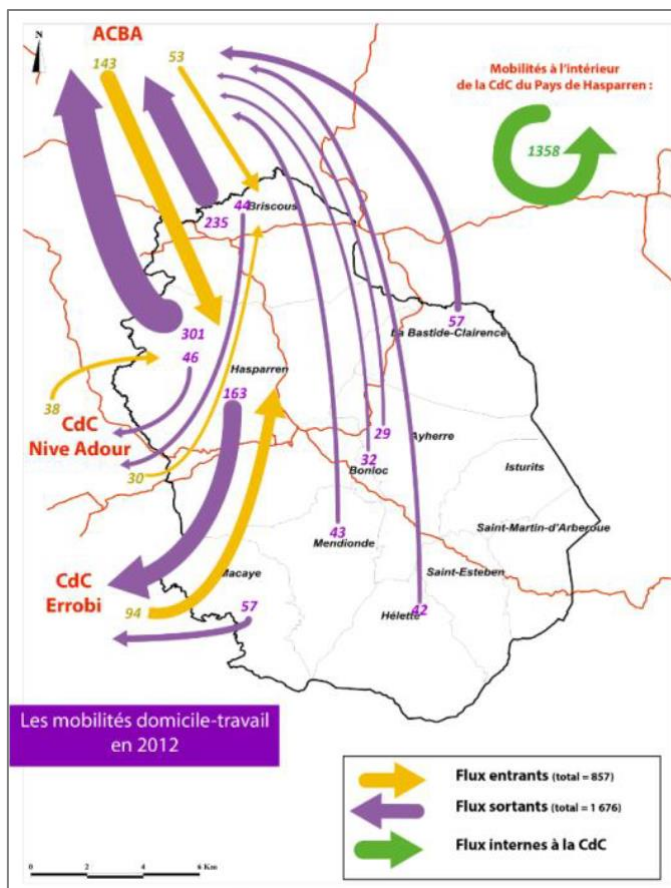 N
ACBA
143
53
Mobilités à l'intérieur
de la CdC du Pays de Hasparren :
1358
44
Briscous
235
57
La Bastide-Clairence
301
46
Hasparren
163
38
CdC
Nive Adour
30
29
Ayherre
32
Bonloc
Isturits
43
Mendionde
Saint-Martin-d'Arberoue
CdC
Errobi
Macaye
Saint-Esteben
94
57
42
Hélette
Les mobilités domicile-travail
en 2012
Flux entrants (total = 857)
Flux sortants (total = 1 676)
Flux internes à la CdC
0 2 4 6 Km